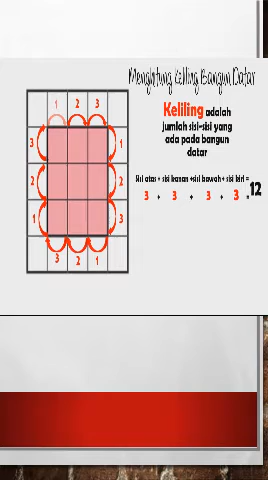 Menghitung Keliling Bangun Datar
1 2 3
Keliling adalah
jumlah sisi-sisi yang
ada pada bangun
datar
3 1
2 2
1 3
3 2 1
Sisi atas + sisi kanan +sisi bawah + sisi kiri =
3 + 3 + 3 + 3 = 12